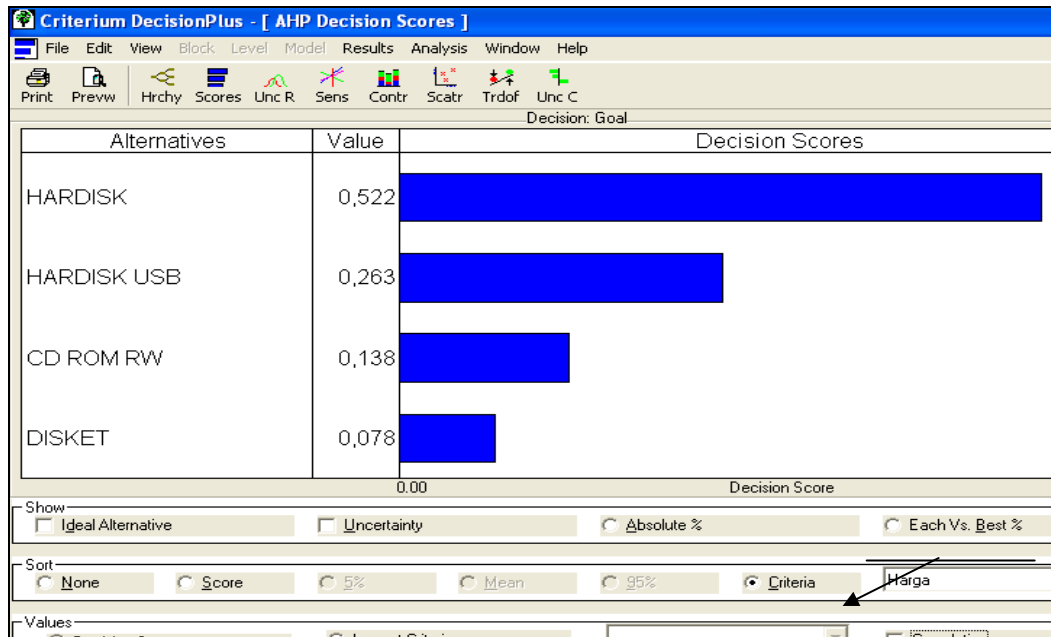 Criterium DecisionPlus - [ AHP Decision Scores ]
File Edit View Block Level Model Results Analysis Window Help
Print Prevw Hrchy Scores Unc R Sens Contr Scatr Trdof Unc C
Decision: Goal
Alternatives Value Decision Scores
HARDISK 0,522
HARDISK USB 0,263
CD ROM RW 0,138
DISKET 0,078
0.00 Decision Score
Show
Ideal Alternative Uncertainty Absolute % Each Vs. Best %
Sort
None Score 5% Mean 95% Criteria Harga
Values